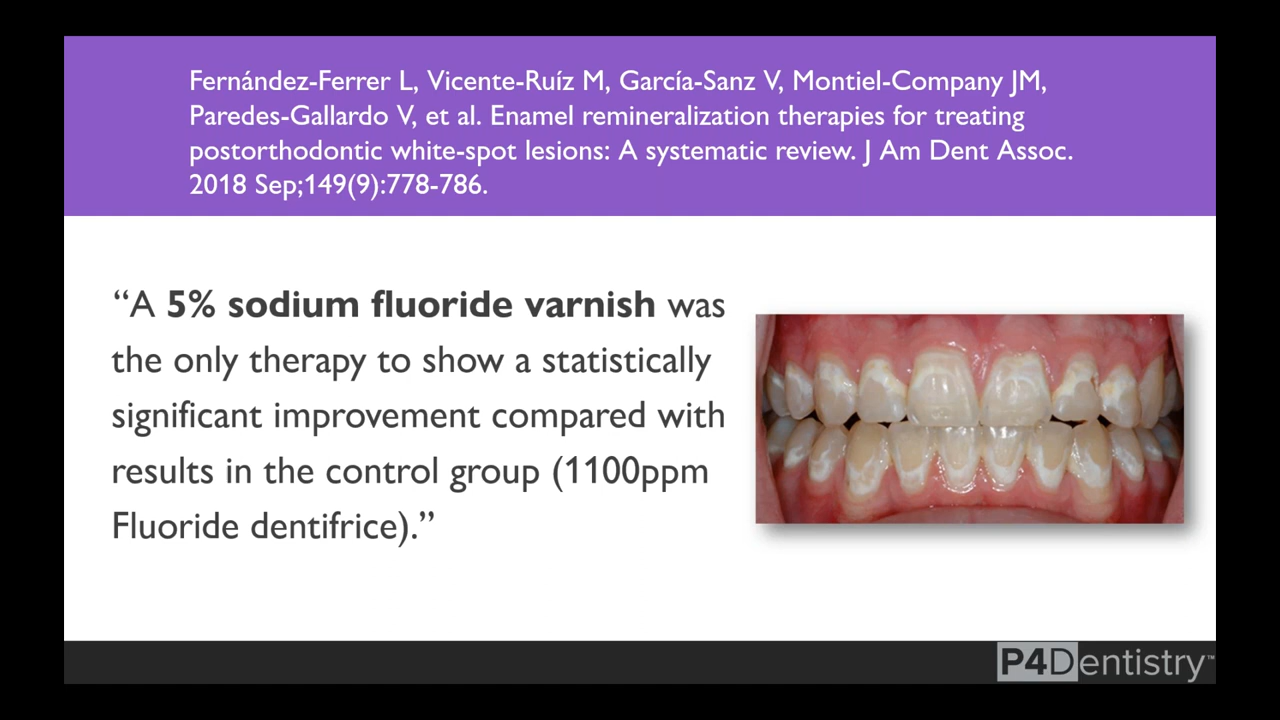 Fernández-Ferrer L, Vicente-Ruíz M, García-Sanz V, Montiel-Company JM,
Paredes-Gallardo V, et al. Enamel remineralization therapies for treating
postorthodontic white-spot lesions: A systematic review. J Am Dent Assoc.
2018 Sep;149(9):778-786.
“A 5% sodium fluoride varnish was
the only therapy to show a statistically
significant improvement compared with
results in the control group (1100ppm
Fluoride dentifrice).”
P4Dentistry™